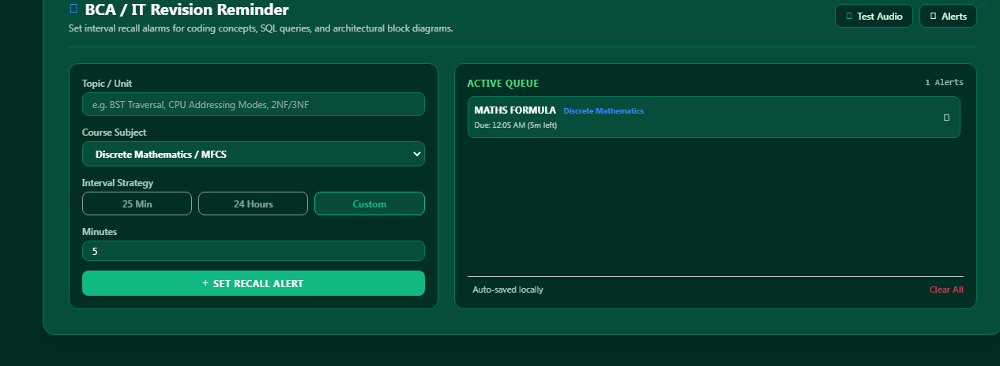 BCA / IT Revision Reminder
Set interval recall alarms for coding concepts, SQL queries, and architectural block diagrams.
Test Audio
Alerts
Topic / Unit
e.g. BST Traversal, CPU Addressing Modes, 2NF/3NF
Course Subject
Discrete Mathematics / MFCS
Interval Strategy
25 Min
24 Hours
Custom
Minutes
5
+ SET RECALL ALERT
ACTIVE QUEUE
1 Alerts
MATHS FORMULA Discrete Mathematics
Due: 12:05 AM (5m left)
Auto-saved locally
Clear All